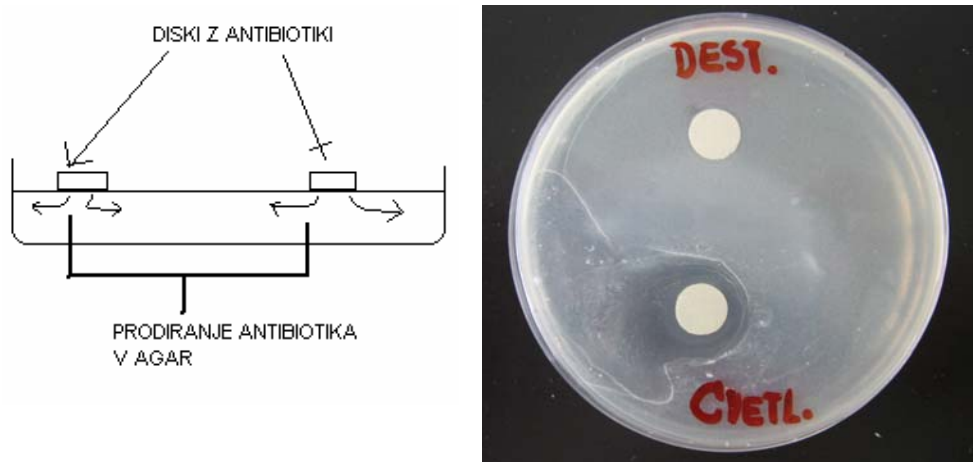 DISKI Z ANTIBIOTIKI
PRODIRANJE ANTIBIOTIKA
V AGAR
DEST.
CVETL.